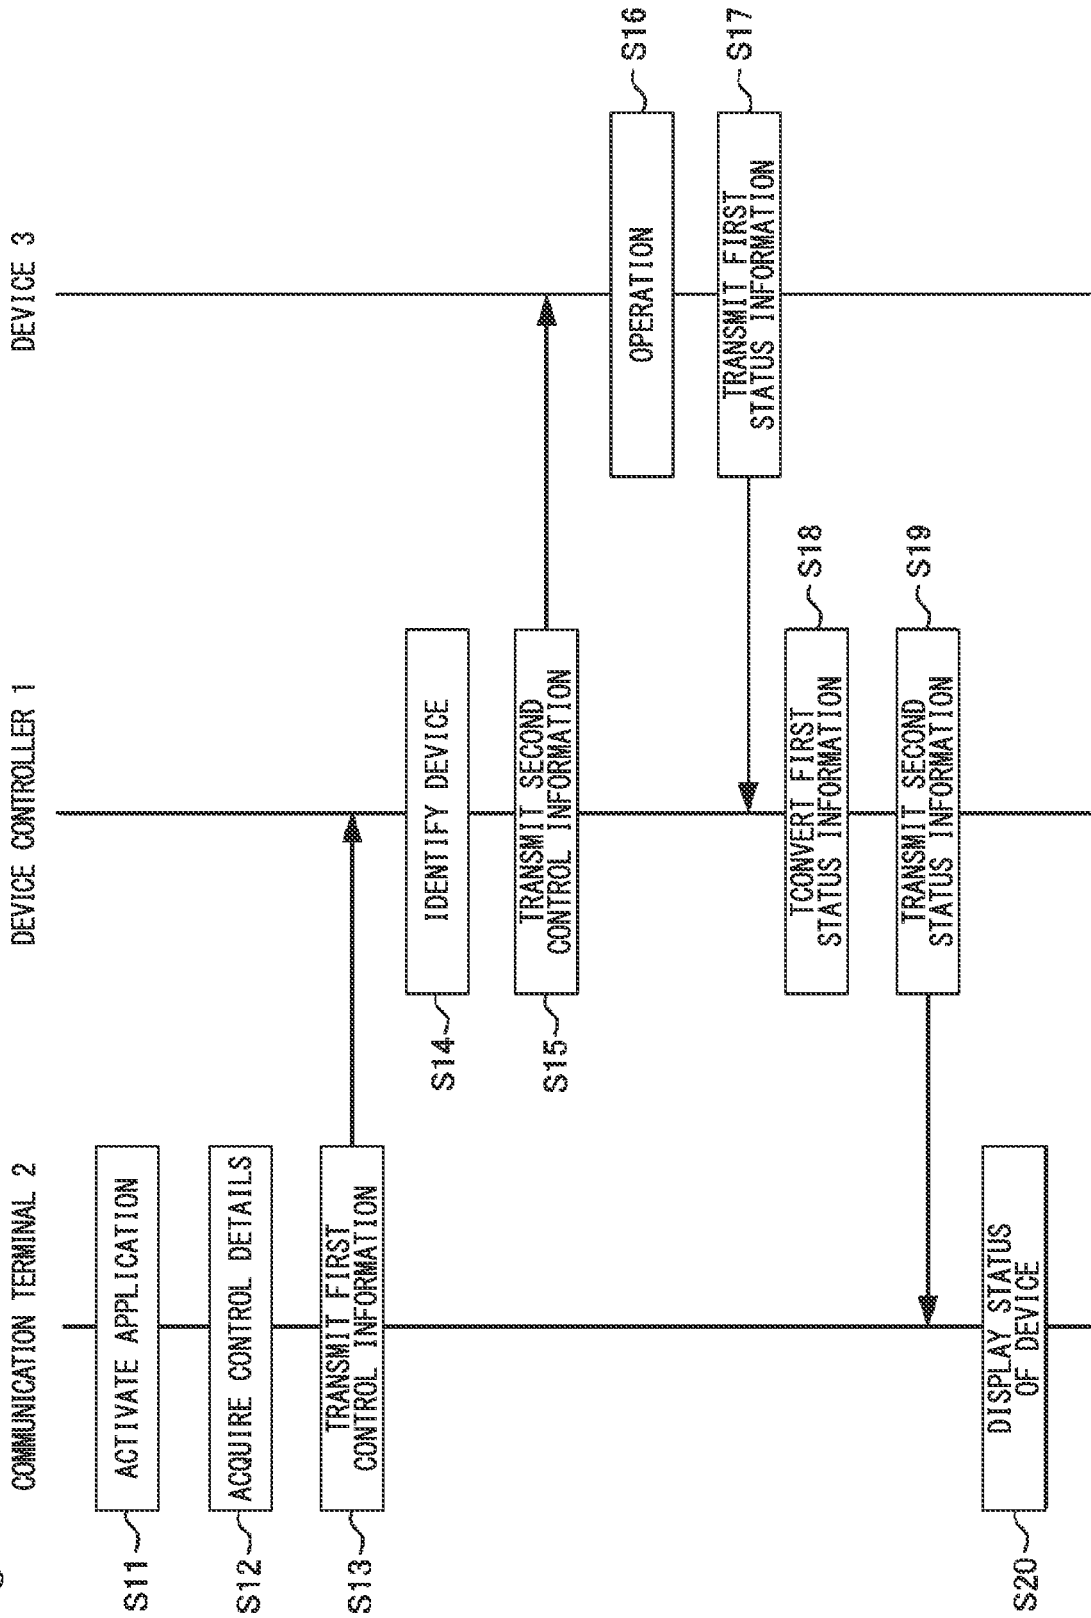 COMMUNICATION TERMINAL 2
DEVICE CONTROLLER 1
DEVICE 3
S11
ACTIVATE APPLICATION
S12
ACQUIRE CONTROL DETAILS
S13
TRANSMIT FIRST
CONTROL INFORMATION
S14
IDENTIFY DEVICE
S15
TRANSMIT SECOND
CONTROL INFORMATION
OPERATION
S16
TRANSMIT FIRST
STATUS INFORMATION
S17
TCONVERT FIRST
STATUS INFORMATION
S18
TRANSMIT SECOND
STATUS INFORMATION
S19
S20
DISPLAY STATUS
OF DEVICE